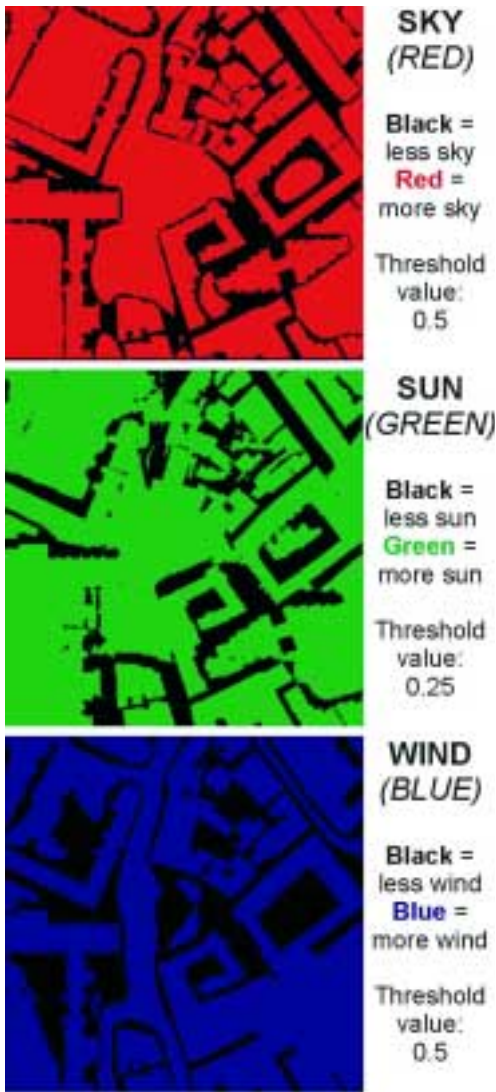 SKY
(RED)
Black =
less sky
Red =
more sky
Threshold
value:
0.5
SUN
(GREEN)
Black =
less sun
Green =
more sun
Threshold
value:
0.25
WIND
(BLUE)
Black =
less wind
Blue =
more wind
Threshold
value:
0.5